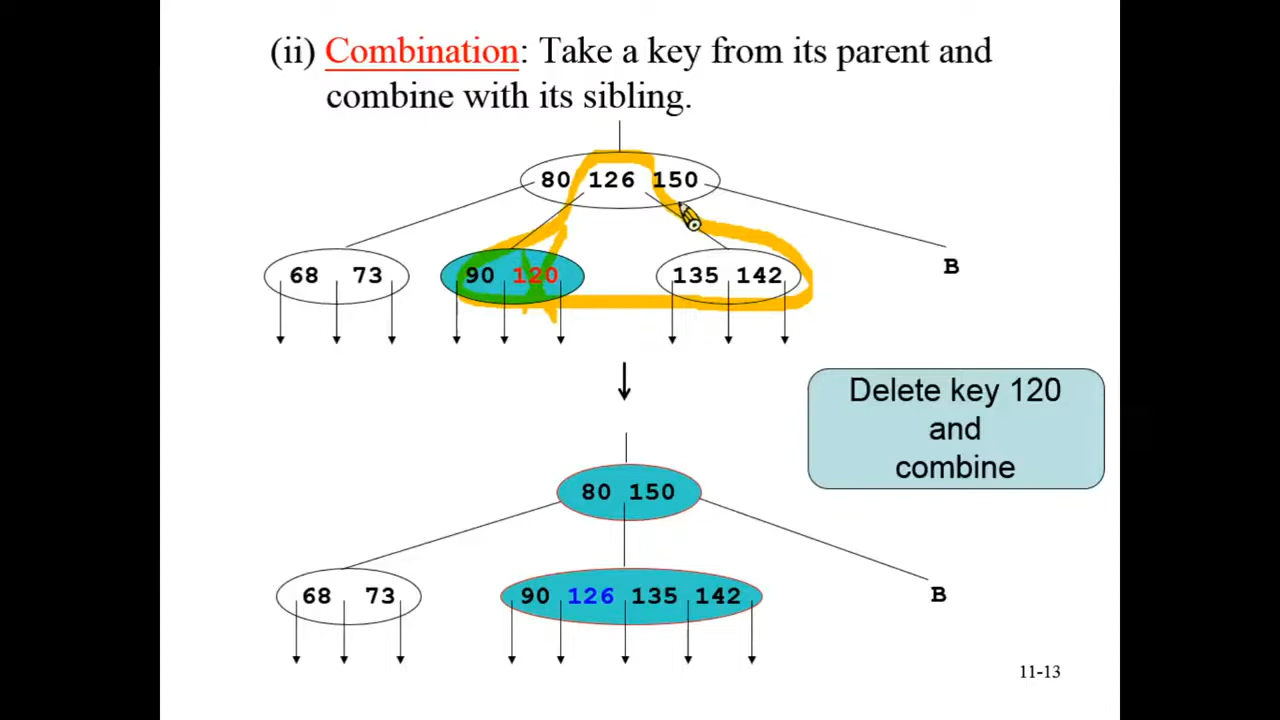 (ii) Combination: Take a key from its parent and
combine with its sibling.
80 126 150
68 73 90 120 135 142 B
Delete key 120
and
combine
80 150
68 73 90 126 135 142 B
11-13